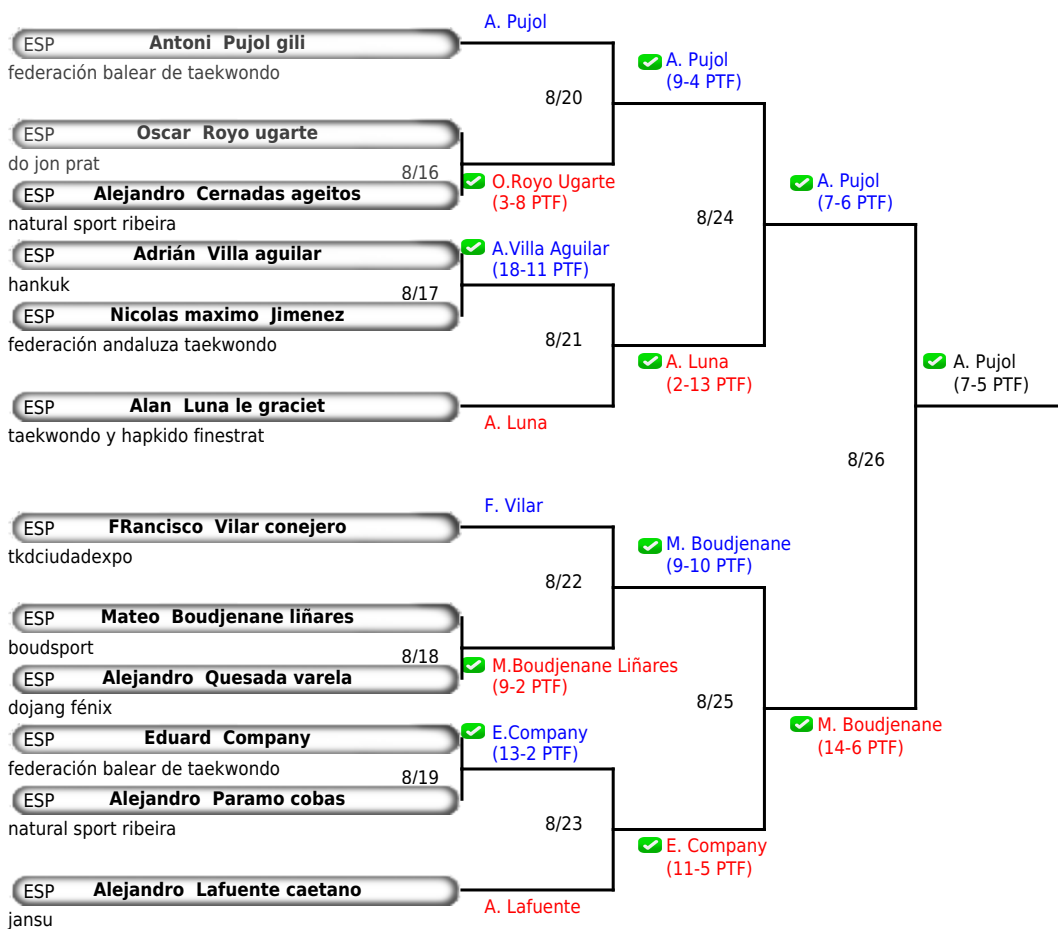 A. Pujol
ESP Antoni Pujol gili
federación balear de taekwondo
A. Pujol
(9-4 PTF)
8/20
ESP Oscar Royo ugarte
do jon prat
8/16
O.Royo Ugarte
(3-8 PTF)
ESP Alejandro Cernadas ageitos
natural sport ribeira
A. Pujol
(7-6 PTF)
8/24
ESP Adrián Villa aguilar
hankuk
A.Villa Aguilar
(18-11 PTF)
8/17
ESP Nicolas maximo Jimenez
federación andaluza taekwondo
8/21
A. Luna
(2-13 PTF)
A. Pujol
(7-5 PTF)
ESP Alan Luna le graciet
taekwondo y hapkido finestrat
A. Luna
8/26
F. Vilar
ESP FRancisco Vilar conejero
tkdciudadexpo
M. Boudjenane
(9-10 PTF)
8/22
ESP Mateo Boudjenane liñares
boudsport
8/18
M.Boudjenane Liñares
(9-2 PTF)
ESP Alejandro Quesada varela
dojang fénix
8/25
M. Boudjenane
(14-6 PTF)
ESP Eduard Company
federación balear de taekwondo
E.Company
(13-2 PTF)
8/19
ESP Alejandro Paramo cobas
natural sport ribeira
8/23
E. Company
(11-5 PTF)
ESP Alejandro Lafuente caetano
jansu
A. Lafuente